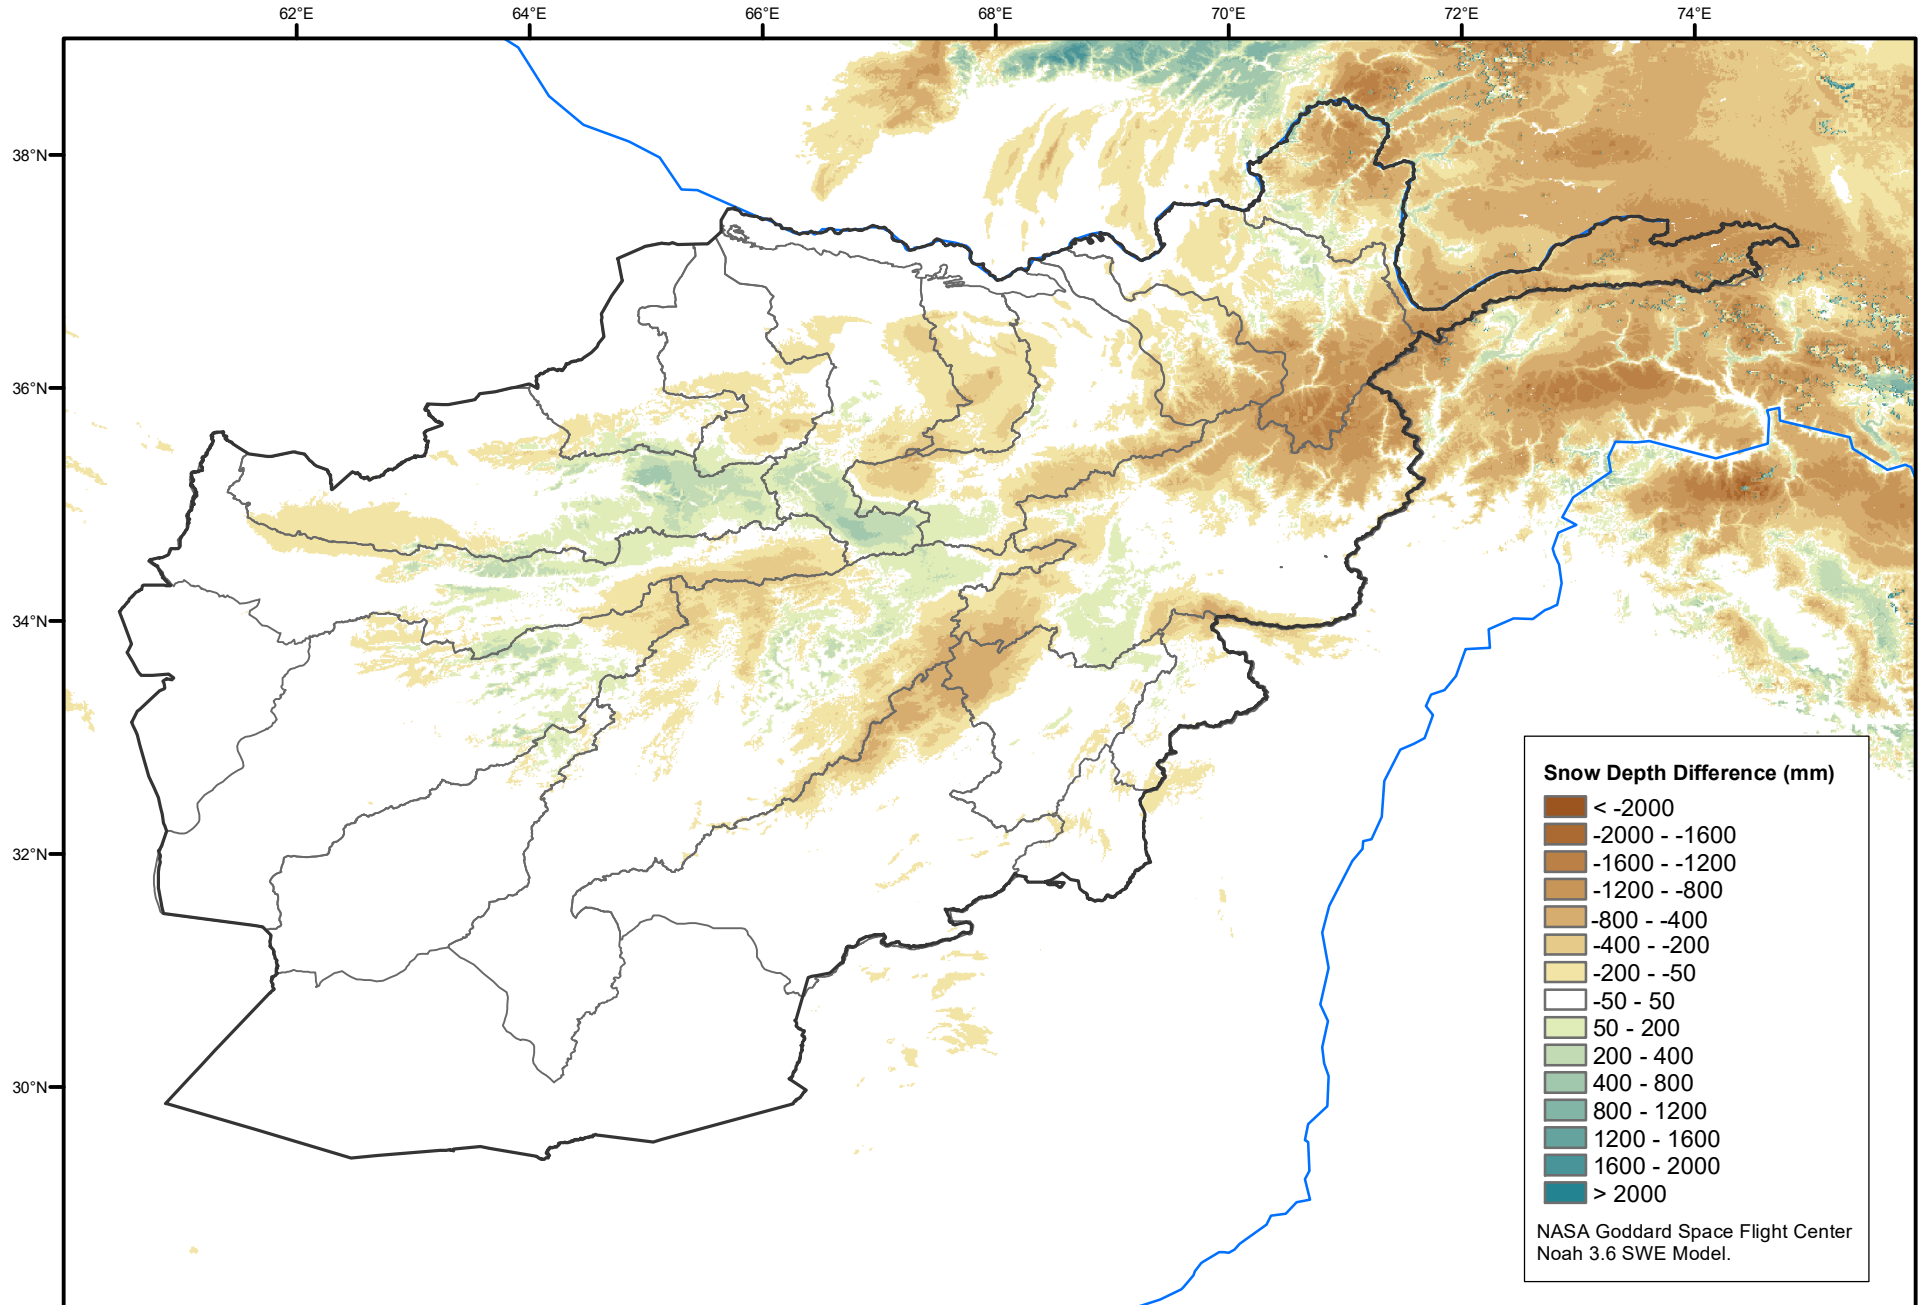 62°E 64°E 66°E 68°E 70°E 72°E 74°E
38°N
36°N
34°N
32°N
30°N
Snow Depth Difference (mm)
< -2000
-2000 - -1600
-1600 - -1200
-1200 - -800
-800 - -400
-400 - -200
-200 - -50
-50 - 50
50 - 200
200 - 400
400 - 800
800 - 1200
1200 - 1600
1600 - 2000
> 2000
NASA Goddard Space Flight Center
Noah 3.6 SWE Model.